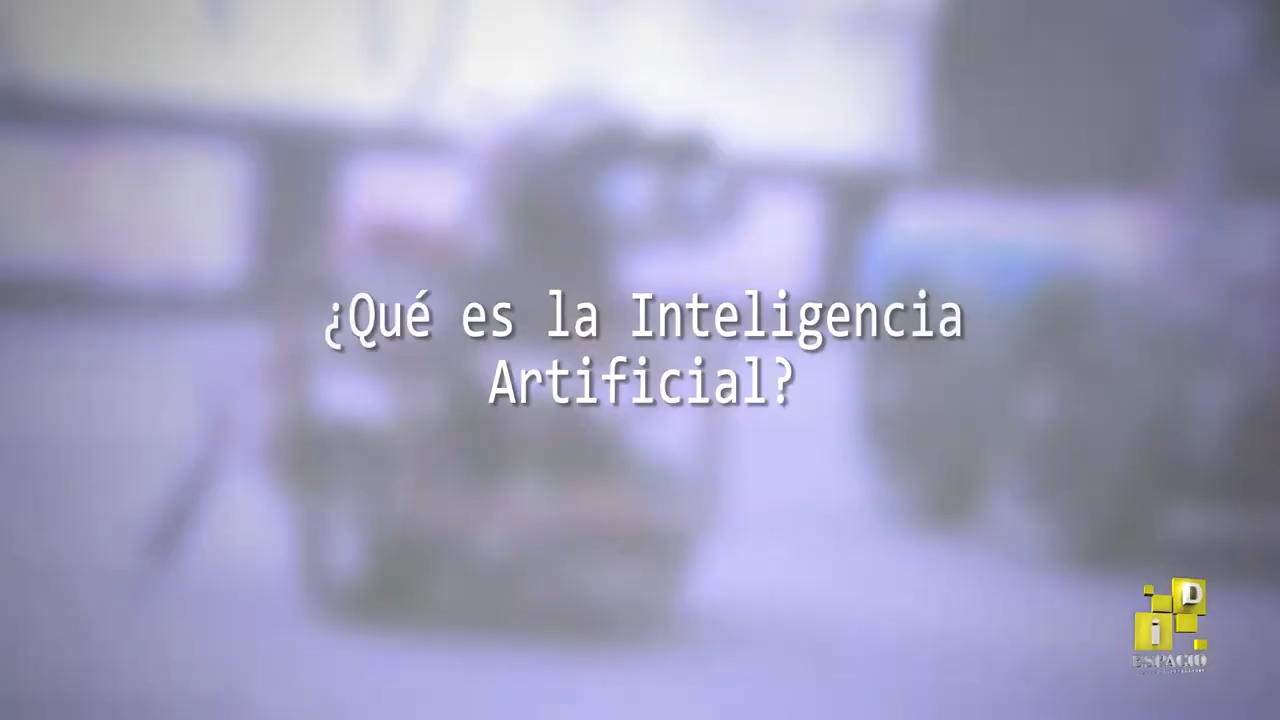 ¿Qué es la Inteligencia
Artificial?
D
i
ESPACIO